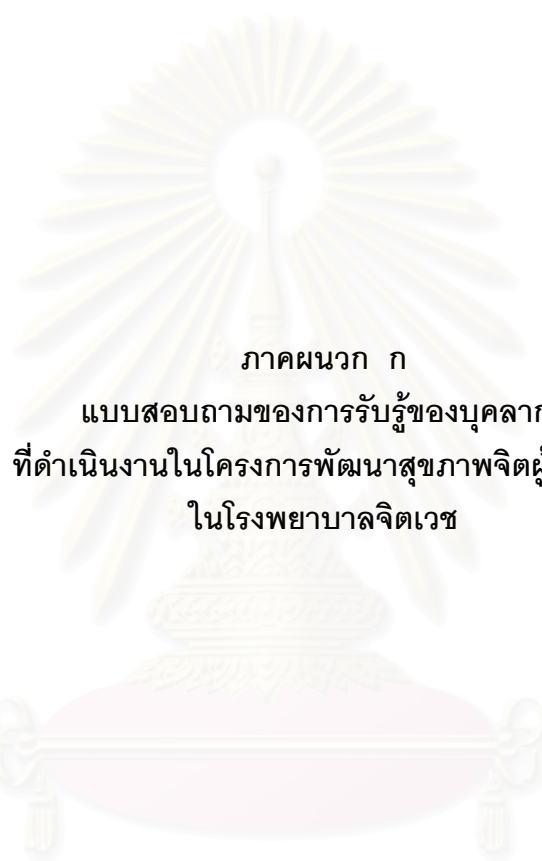 ภาคผนวก ก
แบบสอบถามของการรับรู้ของบุคลาก
ที่ดำเนินงานในโครงการพัฒนาสุขภาพจิต
ในโรงพยาบาลจิตเวช